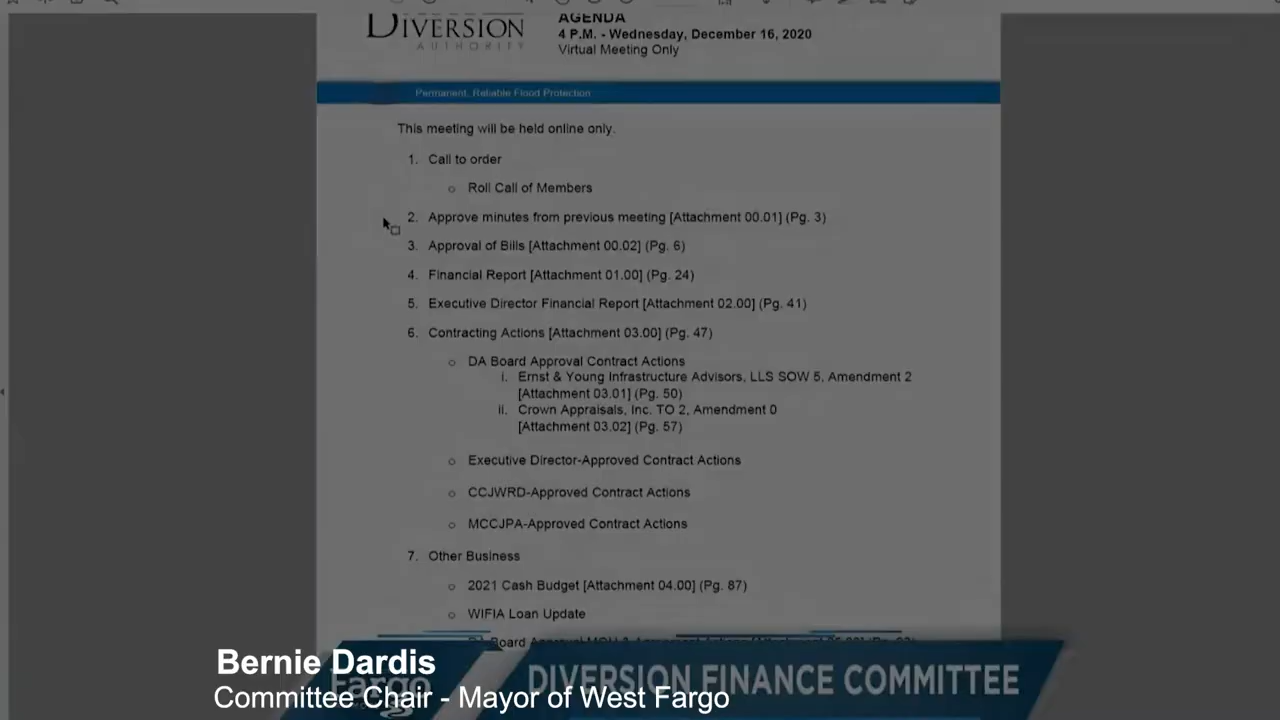 DIVERSION
AUTHORITY
AGENDA
4 P.M. - Wednesday, December 16, 2020
Virtual Meeting Only
Permanent, Reliable Flood Protection
This meeting will be held online only.
1. Call to order
o Roll Call of Members
2. Approve minutes from previous meeting [Attachment 00.01] (Pg. 3)
3. Approval of Bills [Attachment 00.02] (Pg. 6)
4. Financial Report [Attachment 01.00] (Pg. 24)
5. Executive Director Financial Report [Attachment 02.00] (Pg. 41)
6. Contracting Actions [Attachment 03.00] (Pg. 47)
o DA Board Approval Contract Actions
i. Ernst & Young Infrastructure Advisors, LLS SOW 5, Amendment 2
[Attachment 03.01] (Pg. 50)
ii. Crown Appraisals, Inc. TO 2, Amendment 0
[Attachment 03.02] (Pg. 57)
o Executive Director-Approved Contract Actions
o CCJWRD-Approved Contract Actions
o MCCJPA-Approved Contract Actions
7. Other Business
o 2021 Cash Budget [Attachment 04.00] (Pg. 87)
o WIFIA Loan Update
Board
Bernie Dardis
Committee Chair - Mayor of West Fargo
Fargo
DIVERSION FINANCE COMMITTEE